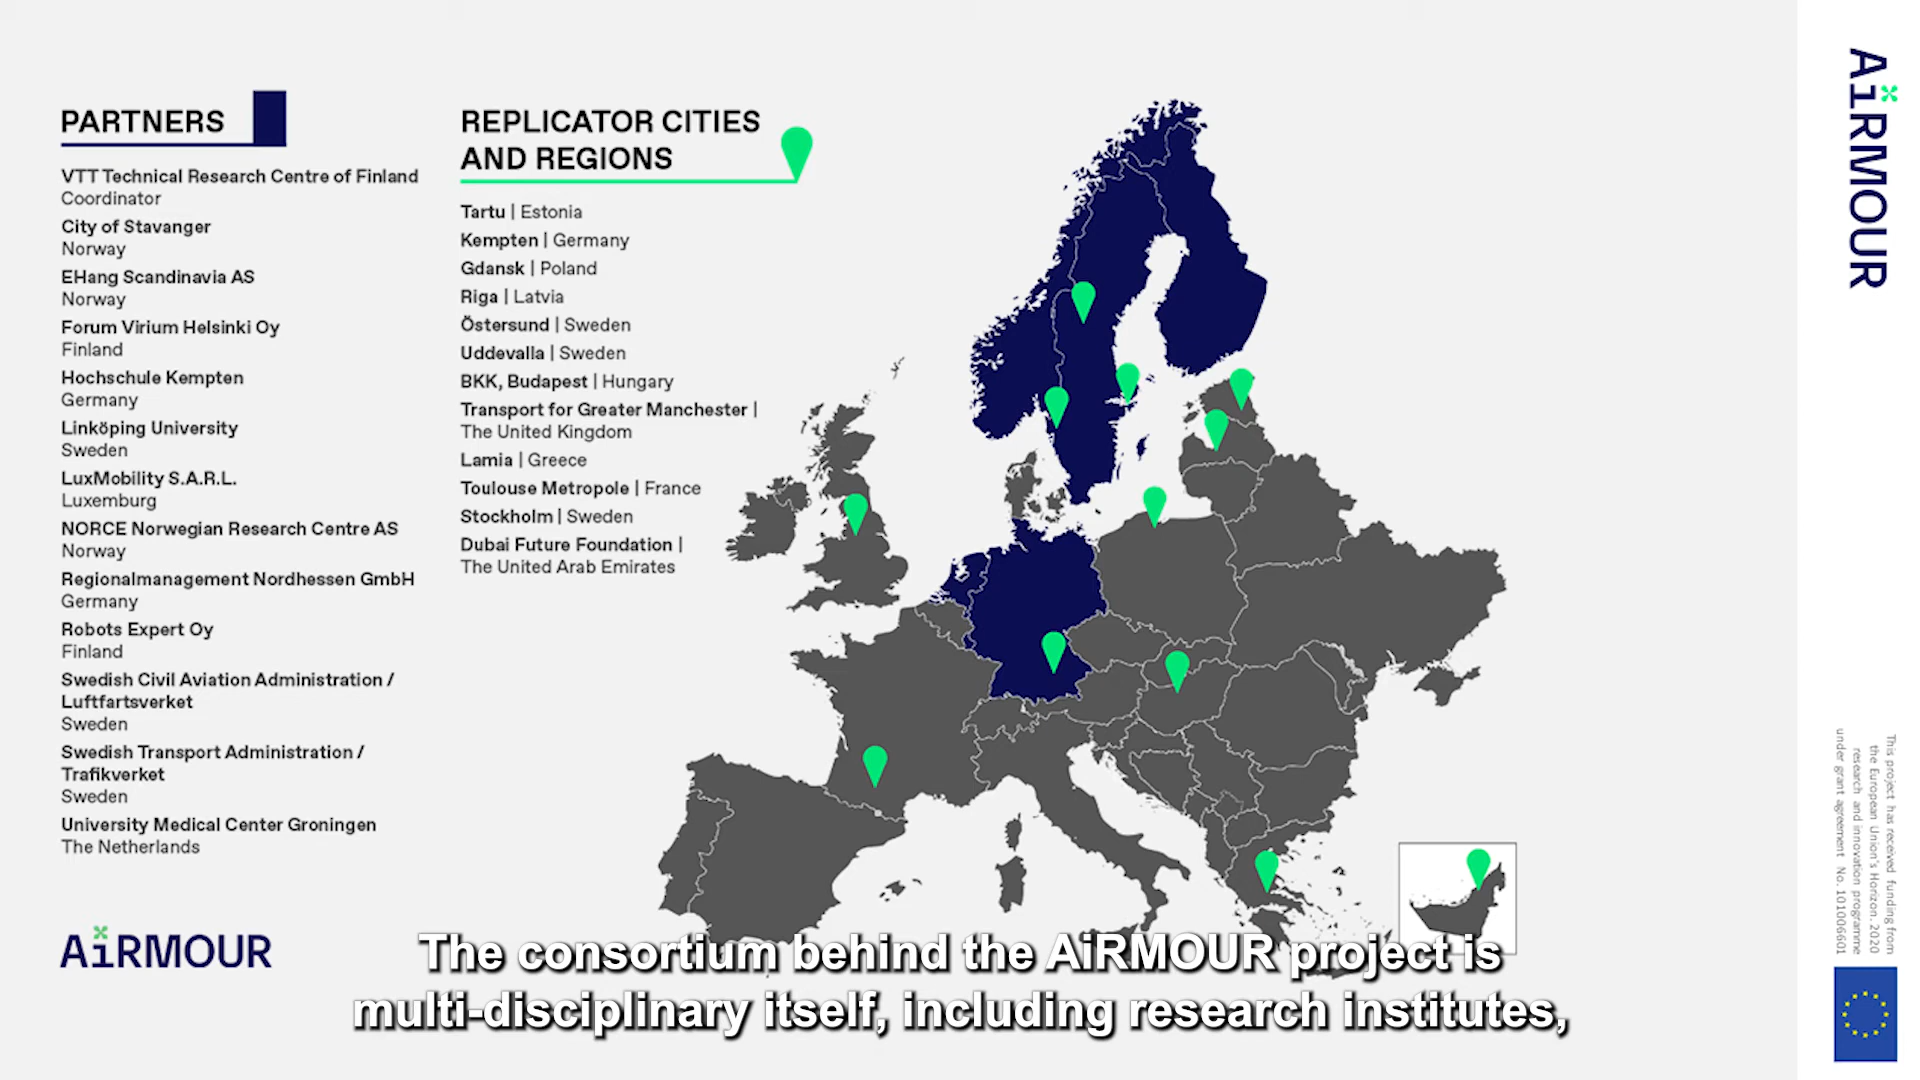 PARTNERS
VTT Technical Research Centre of Finland
Coordinator
City of Stavanger
Norway
EHang Scandinavia AS
Norway
Forum Virium Helsinki Oy
Finland
Hochschule Kempten
Germany
Linköping University
Sweden
LuxMobility S.A.R.L.
Luxemburg
NORCE Norwegian Research Centre AS
Norway
Regionalmanagement Nordhessen GmbH
Germany
Robots Expert Oy
Finland
Swedish Civil Aviation Administration /
Luftfartsverket
Sweden
Swedish Transport Administration /
Trafikverket
Sweden
University Medical Center Groningen
The Netherlands
AiRMOUR
REPLICATOR CITIES
AND REGIONS
Tartu | Estonia
Kempten | Germany
Gdansk | Poland
Riga | Latvia
Östersund | Sweden
Uddevalla | Sweden
BKK, Budapest | Hungary
Transport for Greater Manchester |
The United Kingdom
Lamia | Greece
Toulouse Metropole | France
Stockholm | Sweden
Dubai Future Foundation |
The United Arab Emirates
AiRMOUR
This project has received funding from
the European Union's Horizon 2020
research and innovation programme
under grant agreement No. 101006601
The consortium behind the AiRMOUR project is
multi-disciplinary itself, including research institutes,